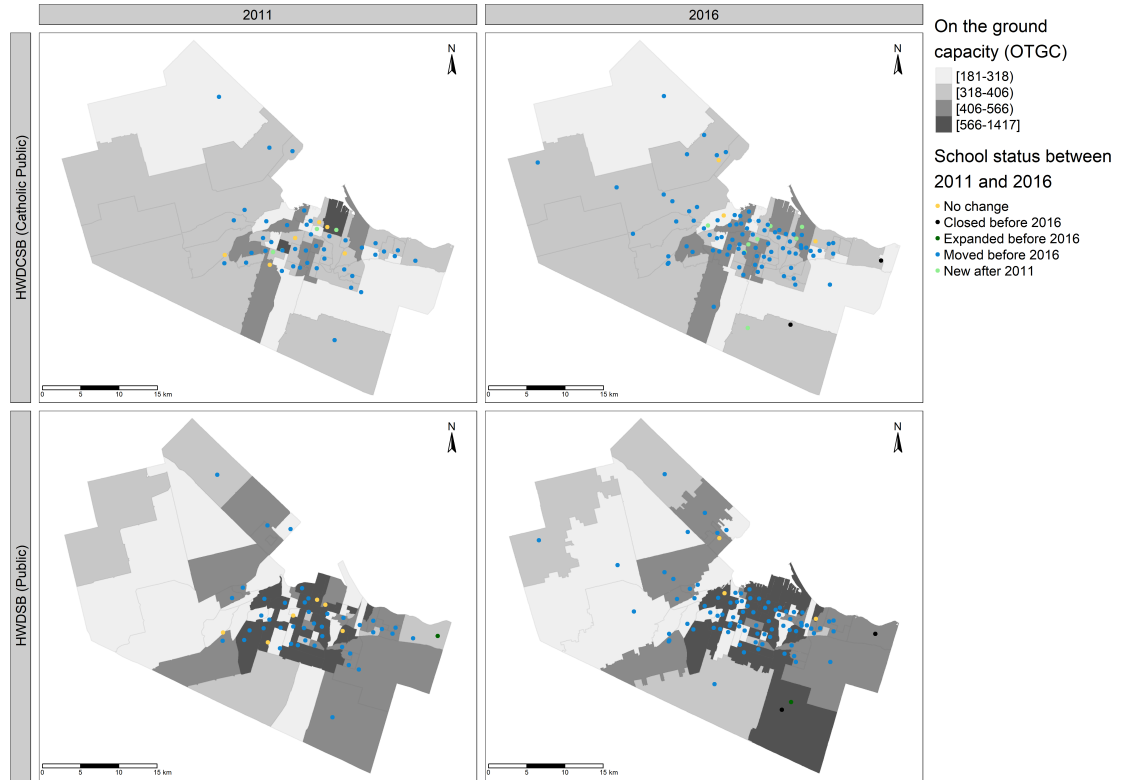 2011
2016
HWDCSB (Catholic Public)
HWDSB (Public)
N
0 5 10 15 km
N
0 5 10 15 km
N
0 5 10 15 km
N
0 5 10 15 km
On the ground
capacity (OTGC)
[181-318)
[318-406)
[406-566)
[566-1417]
School status between
2011 and 2016
No change
Closed before 2016
Expanded before 2016
Moved before 2016
New after 2011